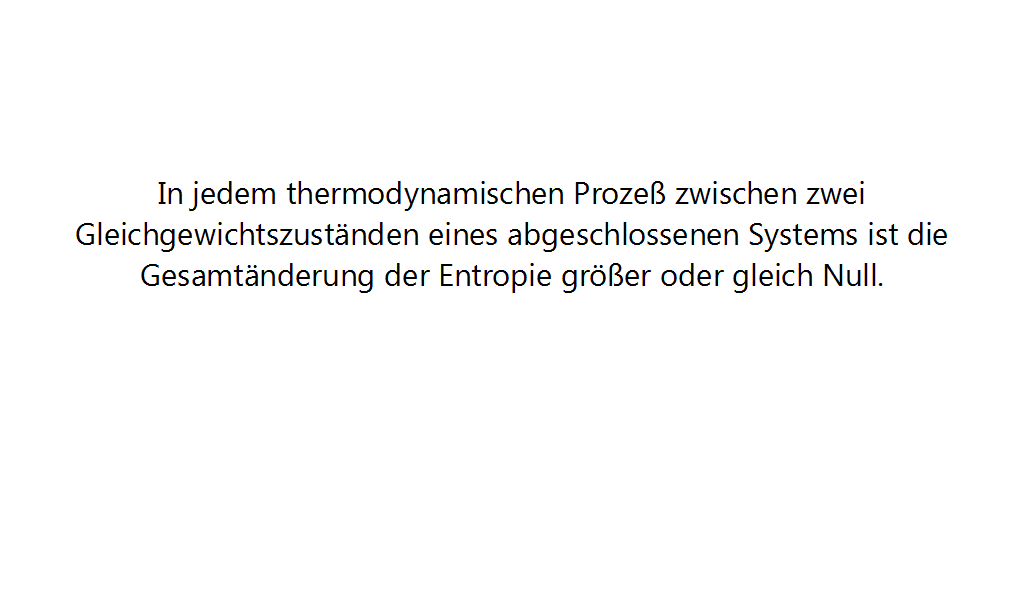 In jedem thermodynamischen Prozeß zwischen zwei
Gleichgewichtszuständen eines abgeschlossenen Systems ist die
Gesamtänderung der Entropie größer oder gleich Null.